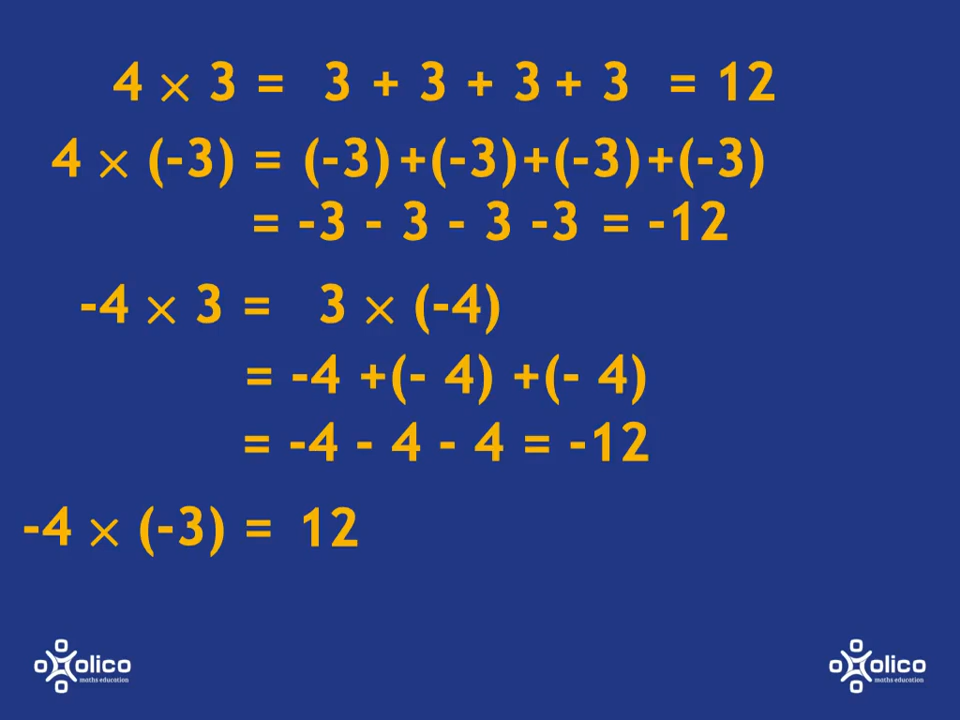 4 × 3 = 3 + 3 + 3 + 3 = 12
4 × (-3) = (-3)+(-3)+(-3)+(-3)
= -3 - 3 - 3 -3 = -12
-4 × 3 = 3 × (-4)
= -4 +(- 4) +(- 4)
= -4 - 4 - 4 = -12
-4 × (-3) = 12
olico
maths education
olico
maths education